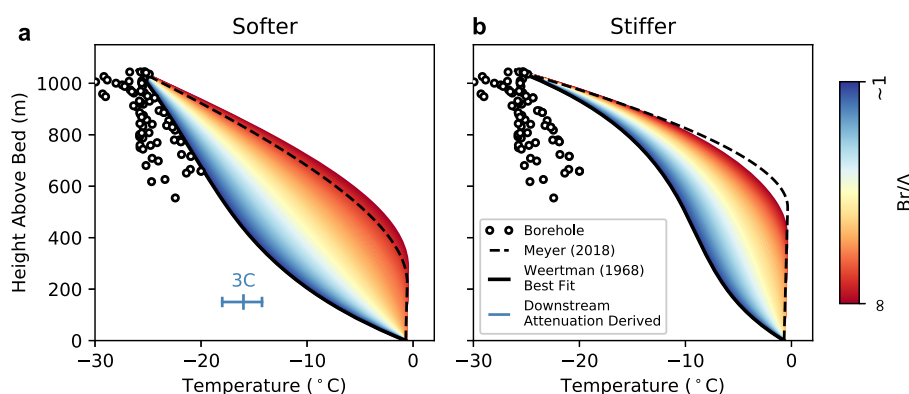 a
Softer
b
Stiffer
1000
800
600
400
200
0
Height Above Bed (m)
3C
−30
−20
−10
0
Temperature (°C)
Borehole
Meyer (2018)
Weertman (1968)
Best Fit
Downstream
Attenuation Derived
−30
−20
−10
0
Temperature (°C)
~1
Br/Λ
8